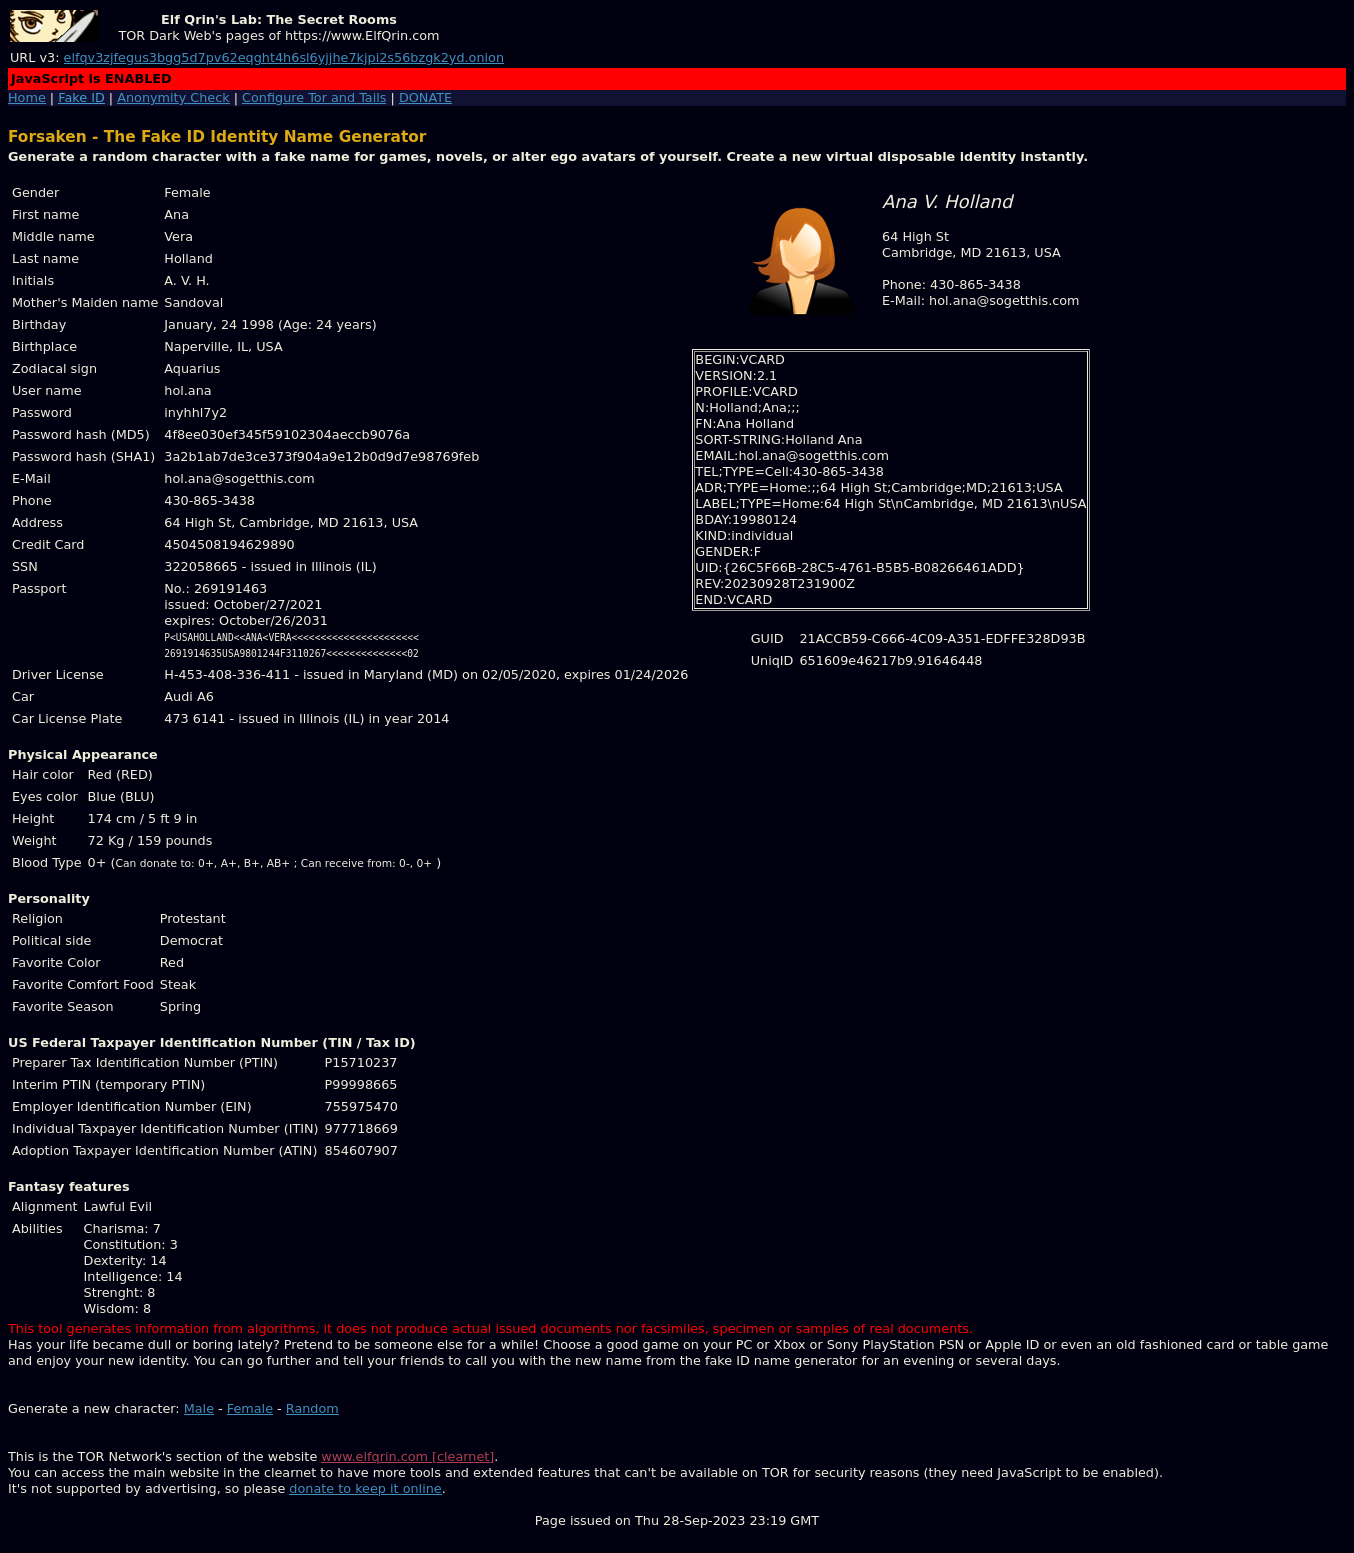 Elf Qrin's Lab: The Secret Rooms
TOR Dark Web's pages of https://www.ElfQrin.com
URL v3: elfqv3zjfegus3bgg5d7pv62eqght4h6sl6yjjhe7kjpi2s56bzgk2yd.onion
JavaScript is ENABLED
Home | Fake ID | Anonymity Check | Configure Tor and Tails | DONATE
Forsaken - The Fake ID Identity Name Generator
Generate a random character with a fake name for games, novels, or alter ego avatars of yourself. Create a new virtual disposable identity instantly.
Gender Female
First name Ana
Middle name Vera
Last name Holland
Initials A. V. H.
Mother's Maiden name Sandoval
Birthday January, 24 1998 (Age: 24 years)
Birthplace Naperville, IL, USA
Zodiacal sign Aquarius
User name hol.ana
Password inyhhl7y2
Password hash (MD5) 4f8ee030ef345f59102304aeccb9076a
Password hash (SHA1) 3a2b1ab7de3ce373f904a9e12b0d9d7e98769feb
E-Mail hol.ana@sogetthis.com
Phone 430-865-3438
Address 64 High St, Cambridge, MD 21613, USA
Credit Card 4504508194629890
SSN 322058665 - issued in Illinois (IL)
Passport No.: 269191463
issued: October/27/2021
expires: October/26/2031
P<USAHOLLAND<<ANA<VERA<<<<<<<<<<<<<<<<<<<<<<
2691914635USA9801244F3110267<<<<<<<<<<<<<<02
Driver License H-453-408-336-411 - issued in Maryland (MD) on 02/05/2020, expires 01/24/2026
Car Audi A6
Car License Plate 473 6141 - issued in Illinois (IL) in year 2014
Ana V. Holland
64 High St
Cambridge, MD 21613, USA
Phone: 430-865-3438
E-Mail: hol.ana@sogetthis.com
BEGIN:VCARD
VERSION:2.1
PROFILE:VCARD
N:Holland;Ana;;;
FN:Ana Holland
SORT-STRING:Holland Ana
EMAIL:hol.ana@sogetthis.com
TEL;TYPE=Cell:430-865-3438
ADR;TYPE=Home:;;64 High St;Cambridge;MD;21613;USA
LABEL;TYPE=Home:64 High St\nCambridge, MD 21613\nUSA
BDAY:19980124
KIND:individual
GENDER:F
UID:{26C5F66B-28C5-4761-B5B5-B08266461ADD}
REV:20230928T231900Z
END:VCARD
GUID 21ACCB59-C666-4C09-A351-EDFFE328D93B
UniqID 651609e46217b9.91646448
Physical Appearance
Hair color Red (RED)
Eyes color Blue (BLU)
Height 174 cm / 5 ft 9 in
Weight 72 Kg / 159 pounds
Blood Type 0+ (Can donate to: 0+, A+, B+, AB+ ; Can receive from: 0-, 0+ )
Personality
Religion Protestant
Political side Democrat
Favorite Color Red
Favorite Comfort Food Steak
Favorite Season Spring
US Federal Taxpayer Identification Number (TIN / Tax ID)
Preparer Tax Identification Number (PTIN) P15710237
Interim PTIN (temporary PTIN) P99998665
Employer Identification Number (EIN) 755975470
Individual Taxpayer Identification Number (ITIN) 977718669
Adoption Taxpayer Identification Number (ATIN) 854607907
Fantasy features
Alignment Lawful Evil
Abilities Charisma: 7
Constitution: 3
Dexterity: 14
Intelligence: 14
Strenght: 8
Wisdom: 8
This tool generates information from algorithms, it does not produce actual issued documents nor facsimiles, specimen or samples of real documents.
Has your life became dull or boring lately? Pretend to be someone else for a while! Choose a good game on your PC or Xbox or Sony PlayStation PSN or Apple ID or even an old fashioned card or table game
and enjoy your new identity. You can go further and tell your friends to call you with the new name from the fake ID name generator for an evening or several days.
Generate a new character: Male - Female - Random
This is the TOR Network's section of the website www.elfqrin.com [clearnet].
You can access the main website in the clearnet to have more tools and extended features that can't be available on TOR for security reasons (they need JavaScript to be enabled).
It's not supported by advertising, so please donate to keep it online.
Page issued on Thu 28-Sep-2023 23:19 GMT